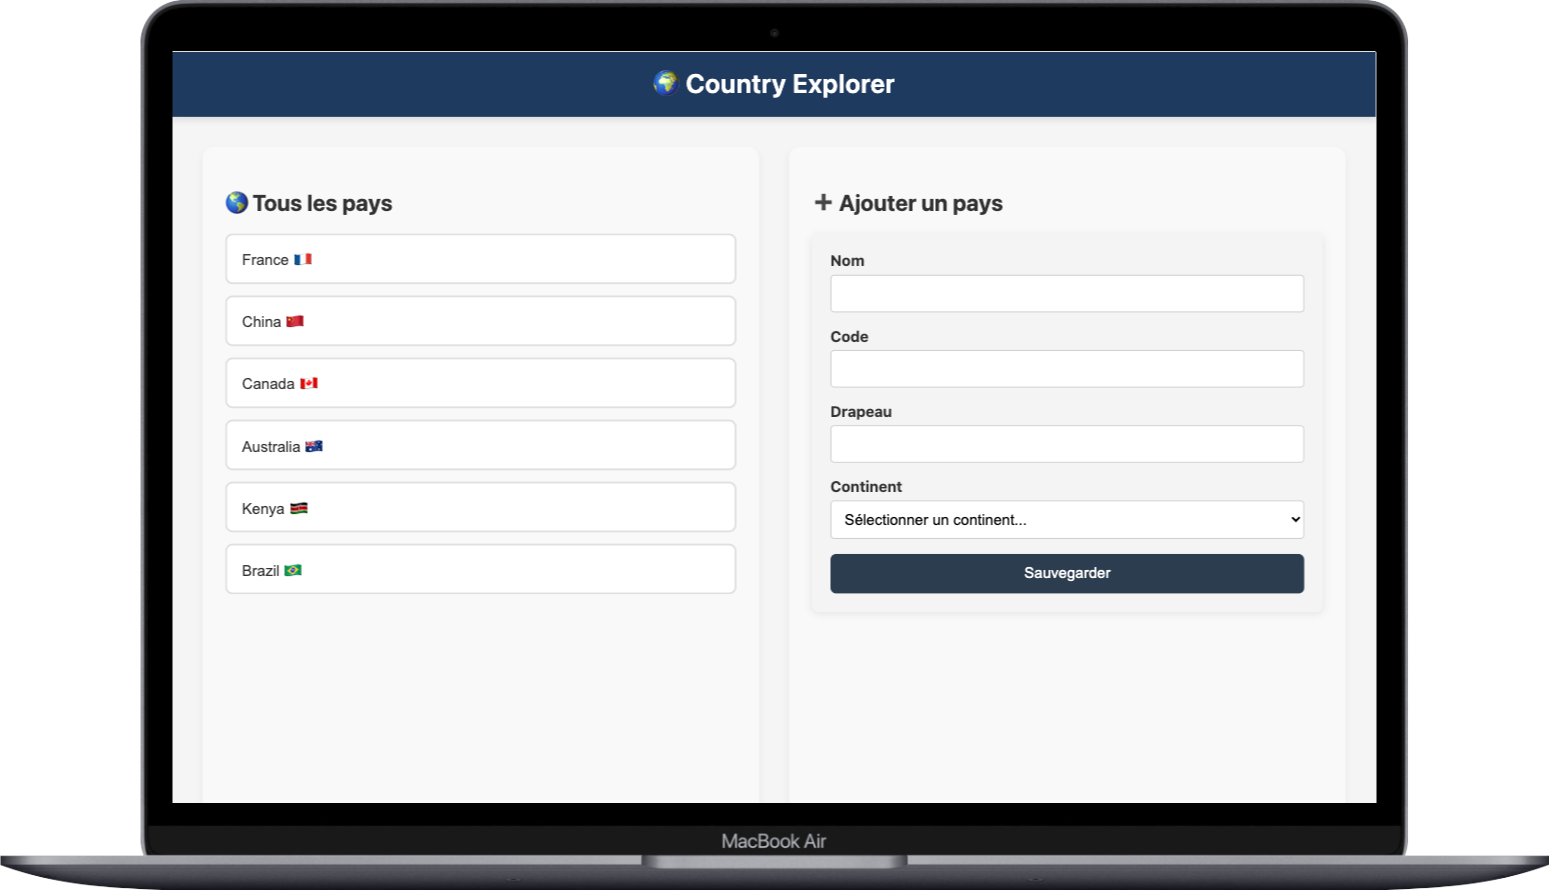 🌍 Country Explorer
🌎 Tous les pays
France 🇫🇷
China 🇨🇳
Canada 🇨🇦
Australia 🇦🇺
Kenya 🇰🇪
Brazil 🇧🇷
➕ Ajouter un pays
Nom
Code
Drapeau
Continent
Sélectionner un continent...
Sauvegarder
MacBook Air